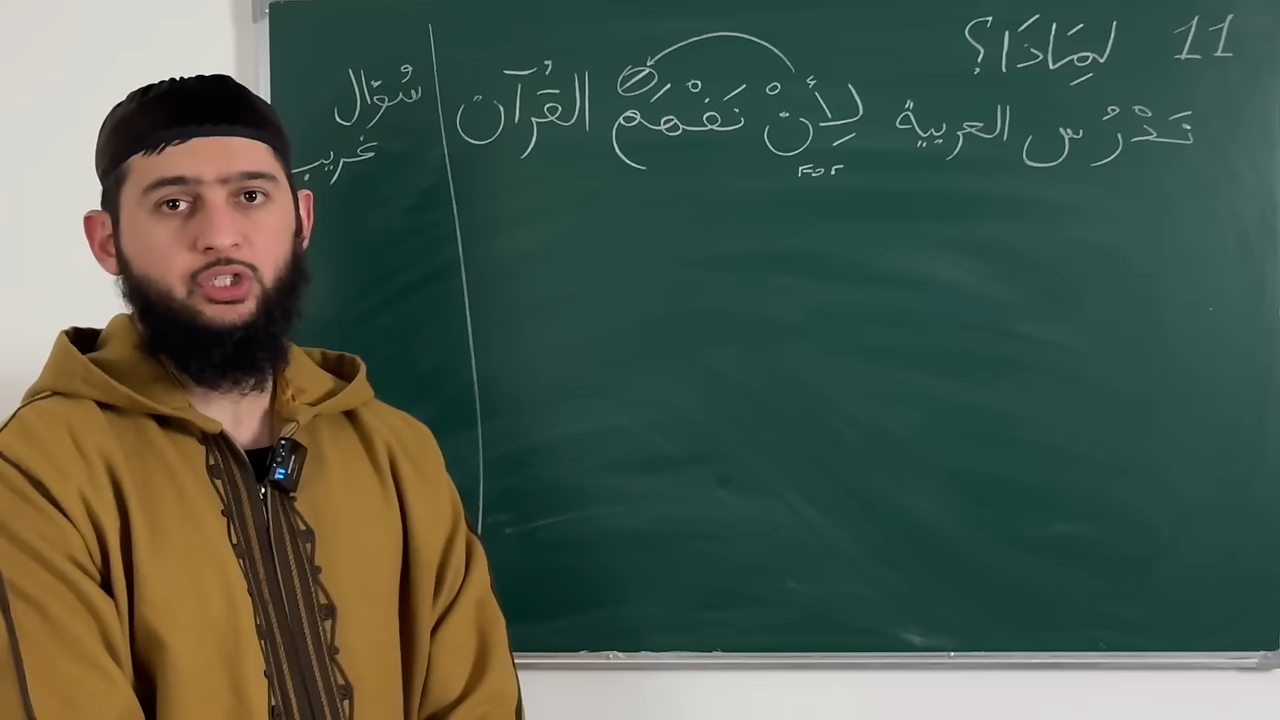 11 لِمَاذَا؟
نَدْرُس العربية لِأَنْ نَفْهَمَ القُرآن
For
سُؤال
غريب